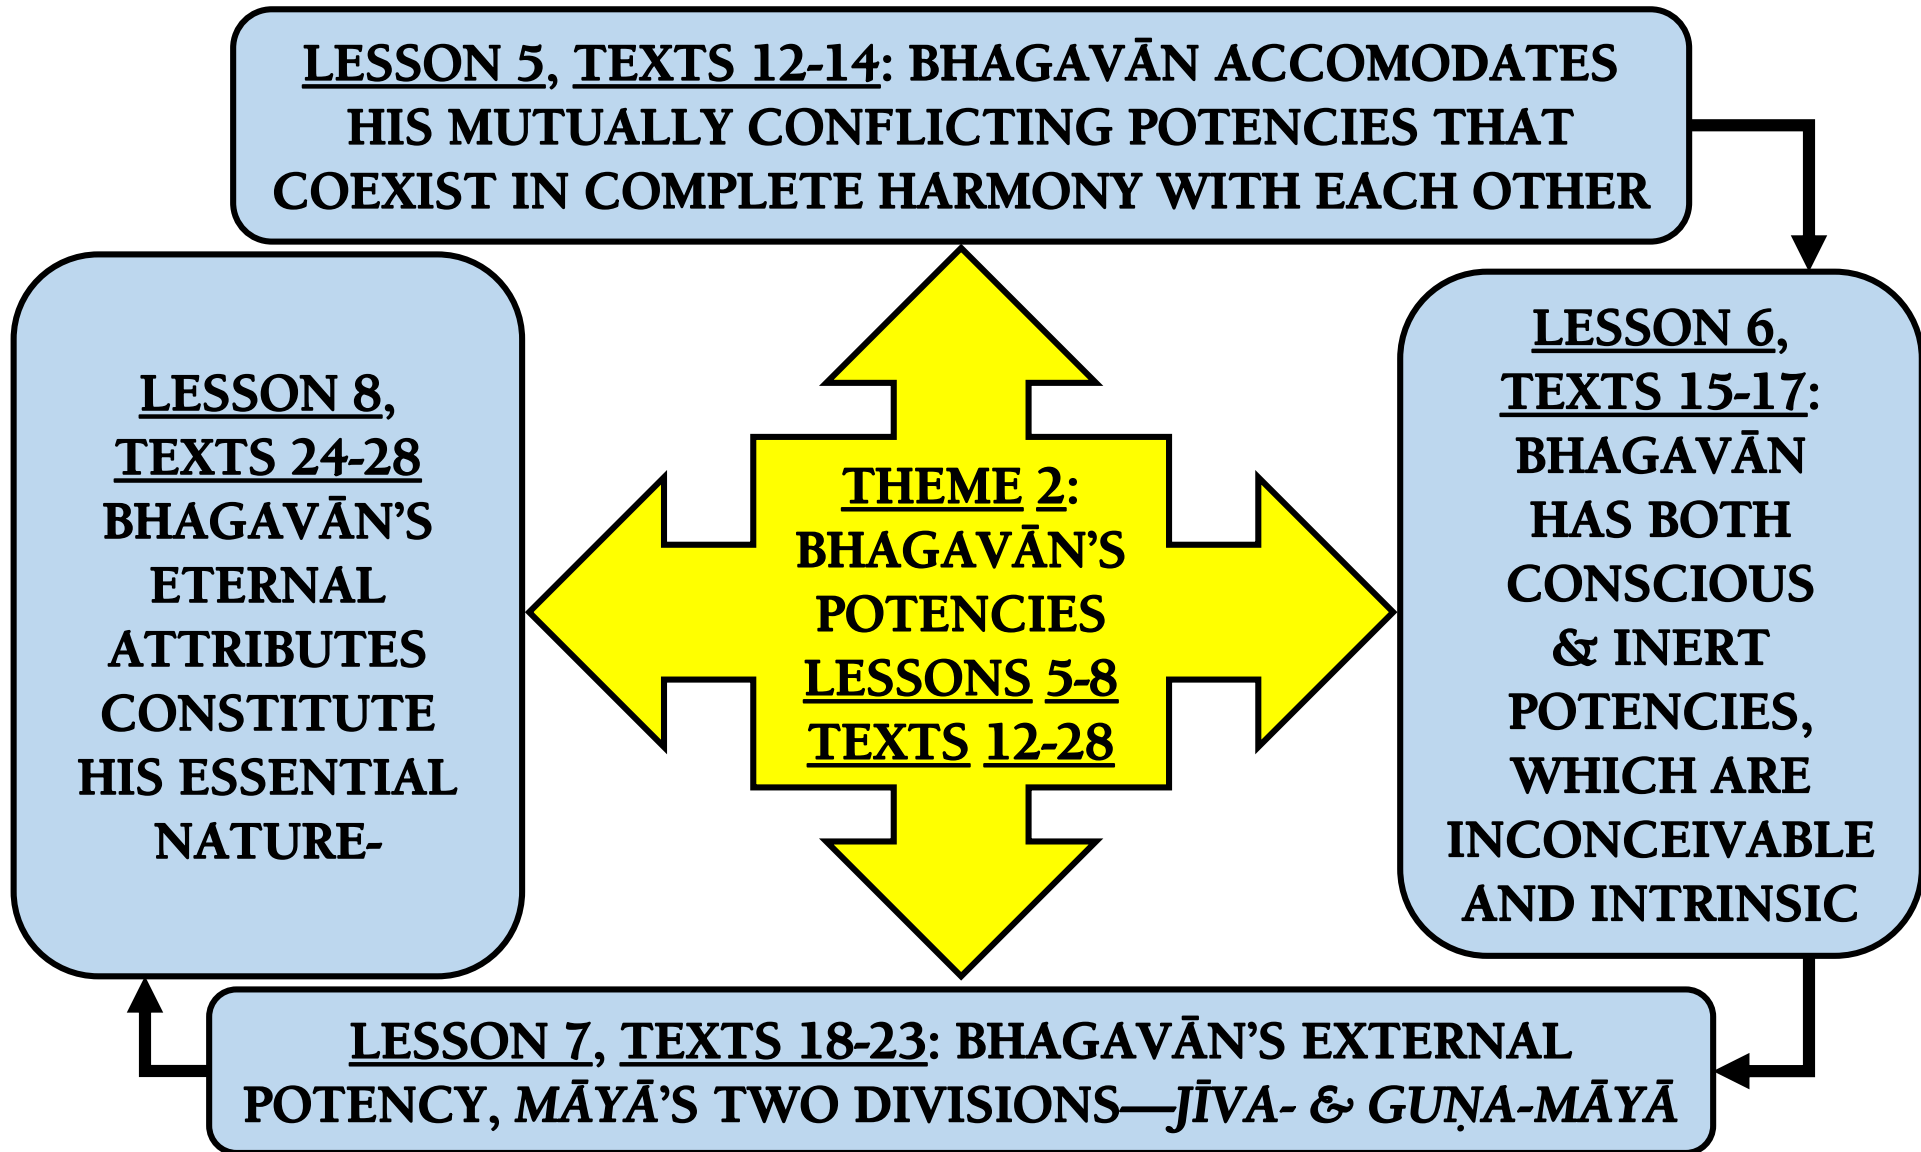 LESSON 5, TEXTS 12-14: BHAGAVĀN ACCOMODATES
HIS MUTUALLY CONFLICTING POTENCIES THAT
COEXIST IN COMPLETE HARMONY WITH EACH OTHER
LESSON 6,
TEXTS 15-17:
BHAGAVĀN
HAS BOTH
CONSCIOUS
& INERT
POTENCIES,
WHICH ARE
INCONCEIVABLE
AND INTRINSIC
LESSON 7, TEXTS 18-23: BHAGAVĀN’S EXTERNAL
POTENCY, MĀYĀ’S TWO DIVISIONS—JĪVA- & GUṆA-MĀYĀ
LESSON 8,
TEXTS 24-28
BHAGAVĀN’S
ETERNAL
ATTRIBUTES
CONSTITUTE
HIS ESSENTIAL
NATURE-
THEME 2:
BHAGAVĀN’S
POTENCIES
LESSONS 5-8
TEXTS 12-28